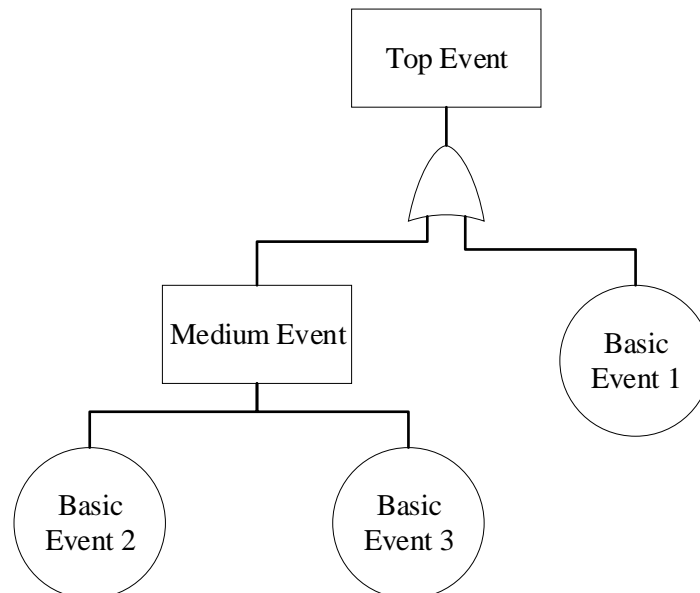 Top Event
Medium Event
Basic
Event 1
Basic
Event 2
Basic
Event 3